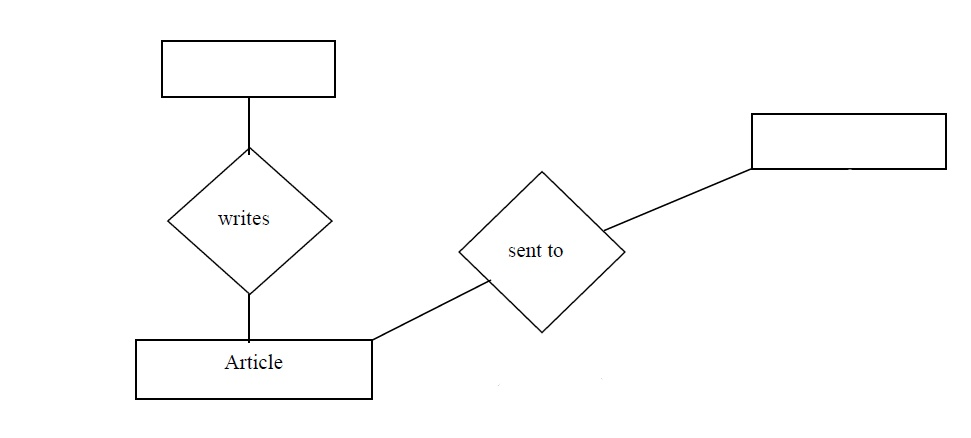 writes
sent to
Article